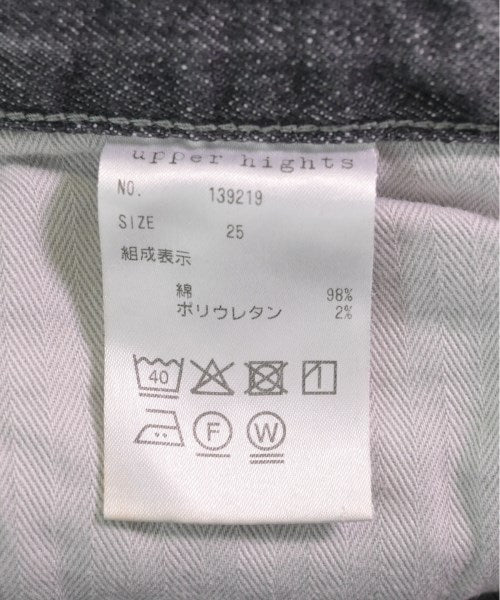 upper hights
NO. 139219
SIZE 25
組成表示
綿 98%
ポリウレタン 2%
40
F W